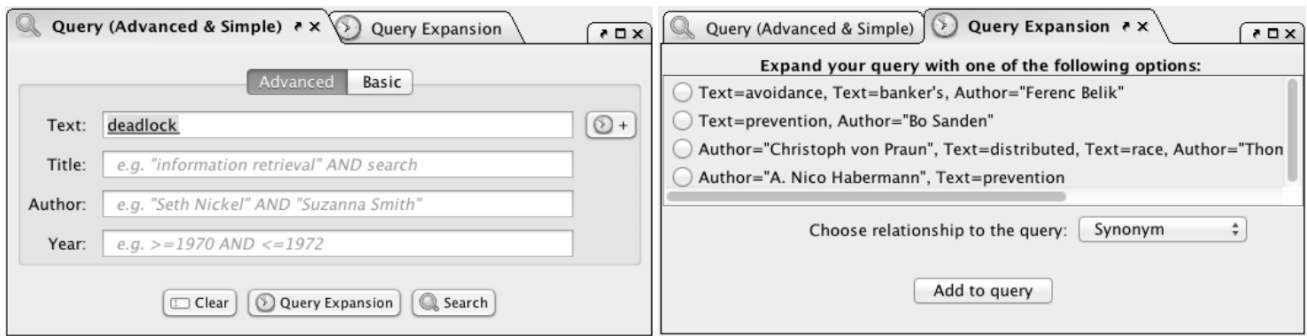 Query (Advanced & Simple)
Query Expansion
Advanced
Basic
Text:
deadlock
+
Title:
e.g. "information retrieval" AND search
Author:
e.g. "Seth Nickel" AND "Suzanna Smith"
Year:
e.g. >=1970 AND <=1972
Clear
Query Expansion
Search
Query (Advanced & Simple)
Query Expansion
Expand your query with one of the following options:
Text=avoidance, Text=banker's, Author="Ferenc Belik"
Text=prevention, Author="Bo Sanden"
Author="Christoph von Praun", Text=distributed, Text=race, Author="Thon
Author="A. Nico Habermann", Text=prevention
Choose relationship to the query:
Synonym
Add to query